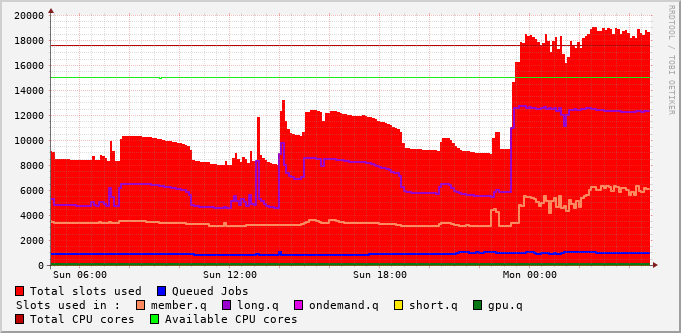 20000
18000
16000
14000
12000
10000
8000
6000
4000
2000
0
Sun 06:00 Sun 12:00 Sun 18:00 Mon 00:00
RRDTOOL / TOBI OETIKER
Total slots used Queued Jobs
Slots used in : member.q long.q ondemand.q short.q gpu.q
Total CPU cores Available CPU cores